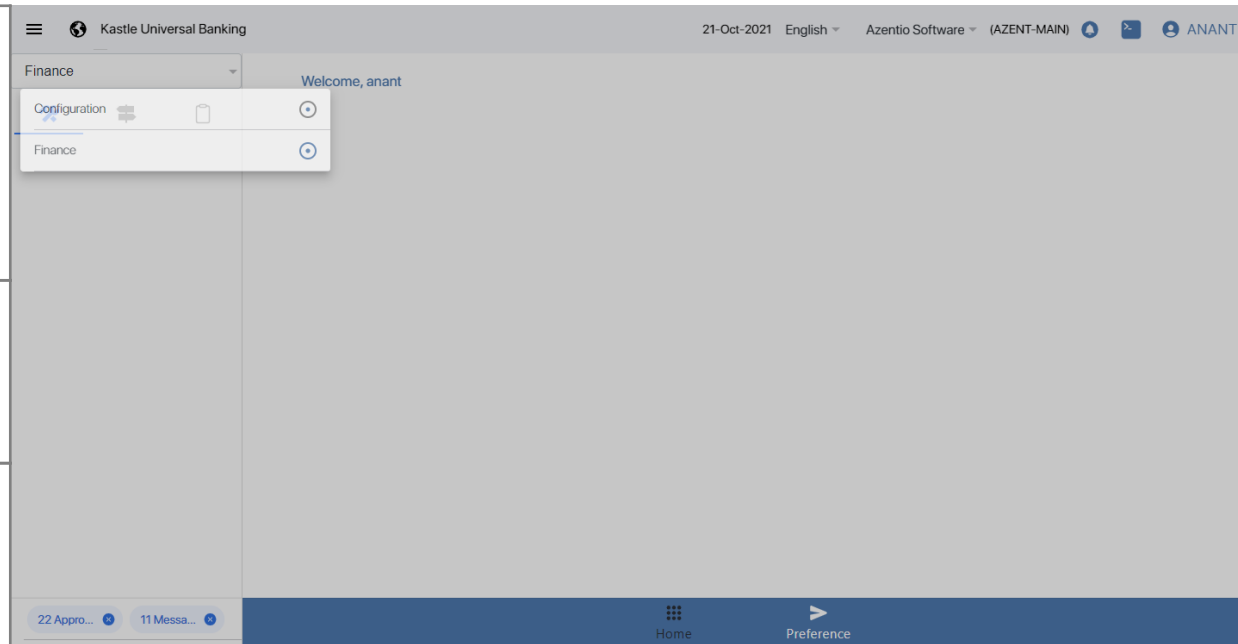 Kastle Universal Banking
21-Oct-2021 English Azentio Software (AZENT-MAIN) ANANT
Finance
Welcome, anant
Configuration
Finance
22 Appro... 11 Messa...
Home Preference